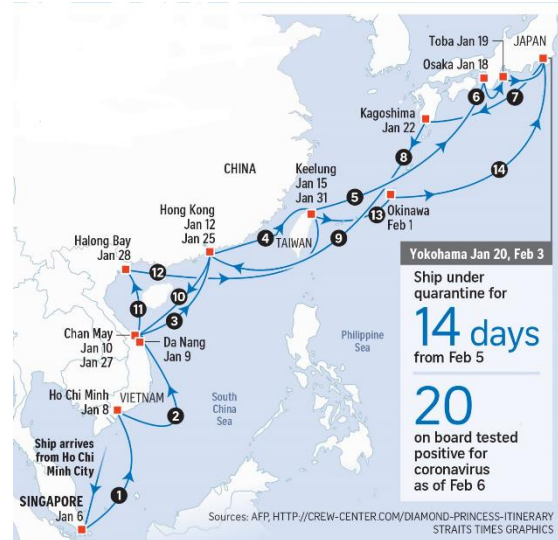 Toba Jan 19
JAPAN
Osaka Jan 18
6
7
Kagoshima
Jan 22
8
14
CHINA
Keelung
Jan 15
Jan 31
5
Hong Kong
Jan 12
Jan 25
4
13
Okinawa
Feb 1
TAIWAN
9
Halong Bay
Jan 28
12
10
11
3
Chan May
Jan 10
Jan 27
Da Nang
Jan 9
Philippine
Sea
Ho Chi Minh
Jan 8
VIETNAM
2
South
China
Sea
Ship arrives
from Ho Chi
Minh City
1
SINGAPORE
Jan 6
Yokohama Jan 20, Feb 3
Ship under
quarantine for
14 days
from Feb 5
20
on board tested
positive for
coronavirus
as of Feb 6
Sources: AFP, HTTP://CREW-CENTER.COM/DIAMOND-PRINCESS-ITINERARY
STRAITS TIMES GRAPHICS